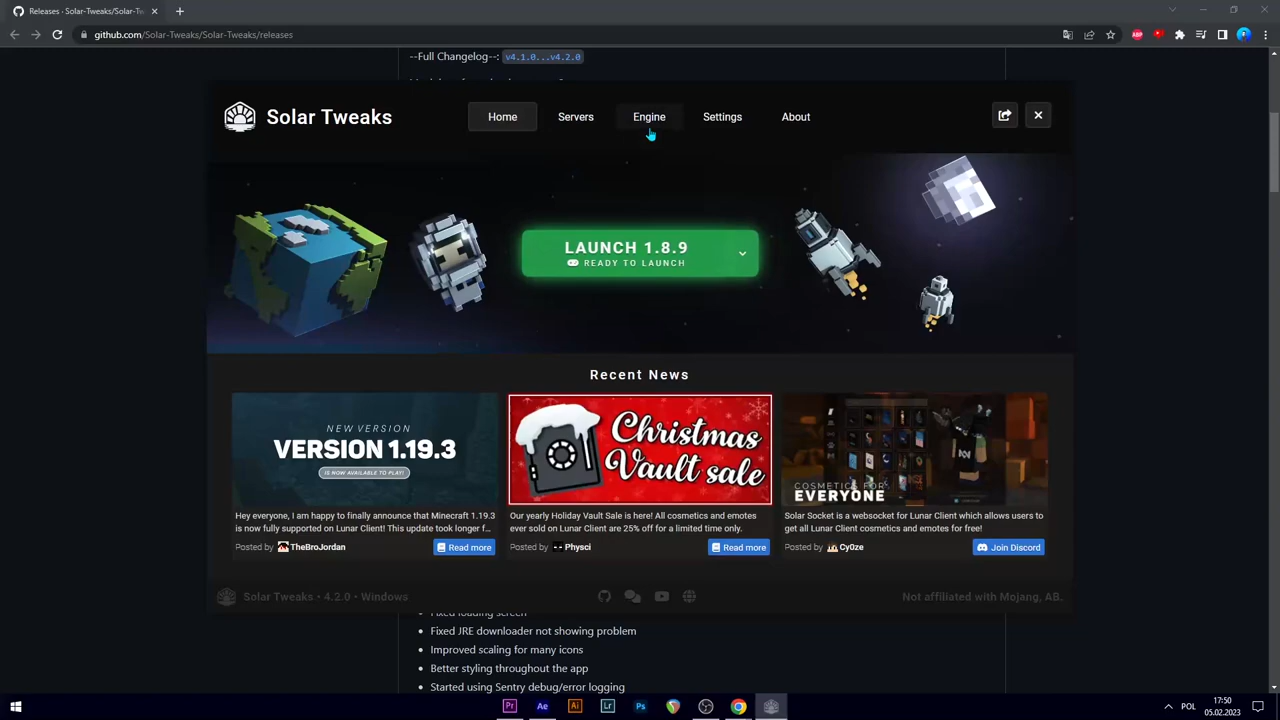 Releases · Solar-Tweaks/Solar-Tw
github.com/Solar-Tweaks/Solar-Tweaks/releases
ABP
--Full Changelog--: v4.1.0...v4.2.0
Solar Tweaks
Home
Servers
Engine
Settings
About
LAUNCH 1.8.9
READY TO LAUNCH
Recent News
NEW VERSION
VERSION 1.19.3
IS NOW AVAILABLE TO PLAY!
Hey everyone, I am happy to finally announce that Minecraft 1.19.3
is now fully supported on Lunar Client! This update took longer f...
Posted by TheBroJordan
Read more
Christmas
Vault sale
Our yearly Holiday Vault Sale is here! All cosmetics and emotes
ever sold on Lunar Client are 25% off for a limited time only.
Posted by Physci
Read more
COSMETICS FOR
EVERYONE
Solar Socket is a websocket for Lunar Client which allows users to
get all Lunar Client cosmetics and emotes for free!
Posted by Cy0ze
Join Discord
Solar Tweaks • 4.2.0 • Windows
Not affiliated with Mojang, AB.
Fixed loading screen
• Fixed JRE downloader not showing problem
• Improved scaling for many icons
• Better styling throughout the app
• Started using Sentry debug/error logging
Pr
Ae
Ai
Lr
Ps
POL
17:50
05.02.2023